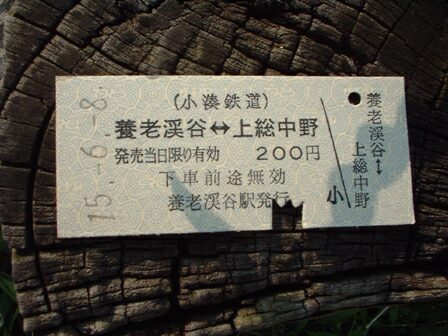 15.-6.-8
(小湊鉄道)
養老渓谷↔上総中野
発売当日限り有効 200円
下車前途無効
養老渓谷駅発行
養老渓谷↔
上総中野
小